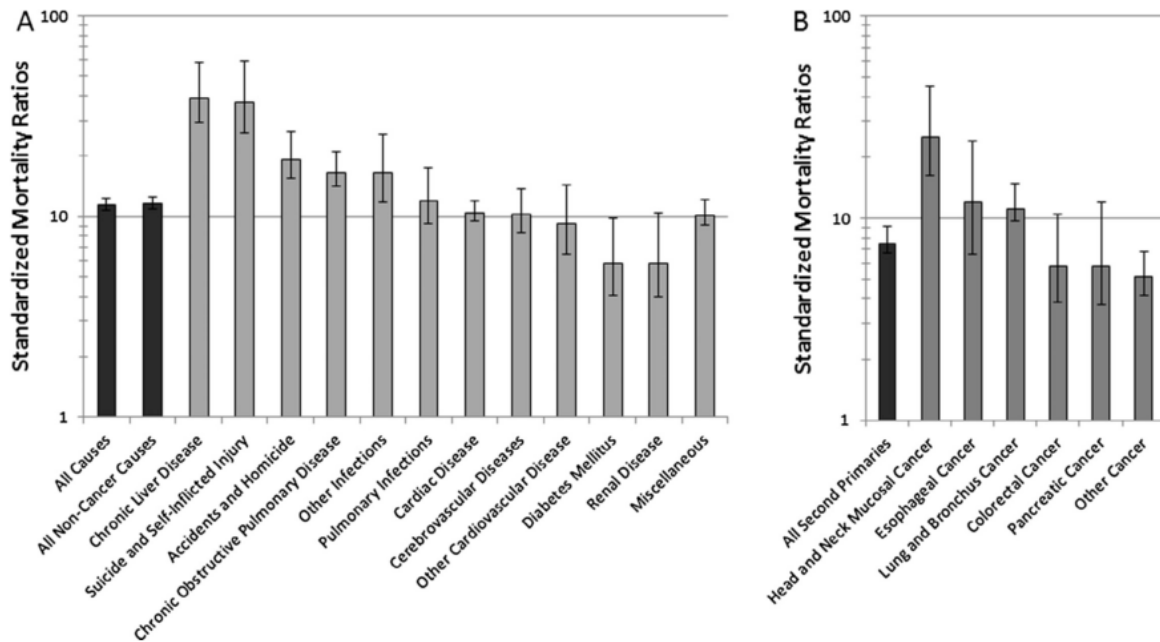 A
Standardized Mortality Ratios
100
10
1
All Causes
All Non-Cancer Causes
Chronic Liver Disease
Suicide and Self-Inflicted Injury
Accidents and Homicide
Chronic Obstructive Pulmonary Disease
Other Infections
Pulmonary Infections
Cardiac Disease
Cerebrovascular Diseases
Other Cardiovascular Disease
Diabetes Mellitus
Renal Disease
Miscellaneous
B
Standardized Mortality Ratios
100
10
1
All Second Primaries
Head and Neck Mucosal Cancer
Esophageal Cancer
Lung and Bronchus Cancer
Colorectal Cancer
Pancreatic Cancer
Other Cancer